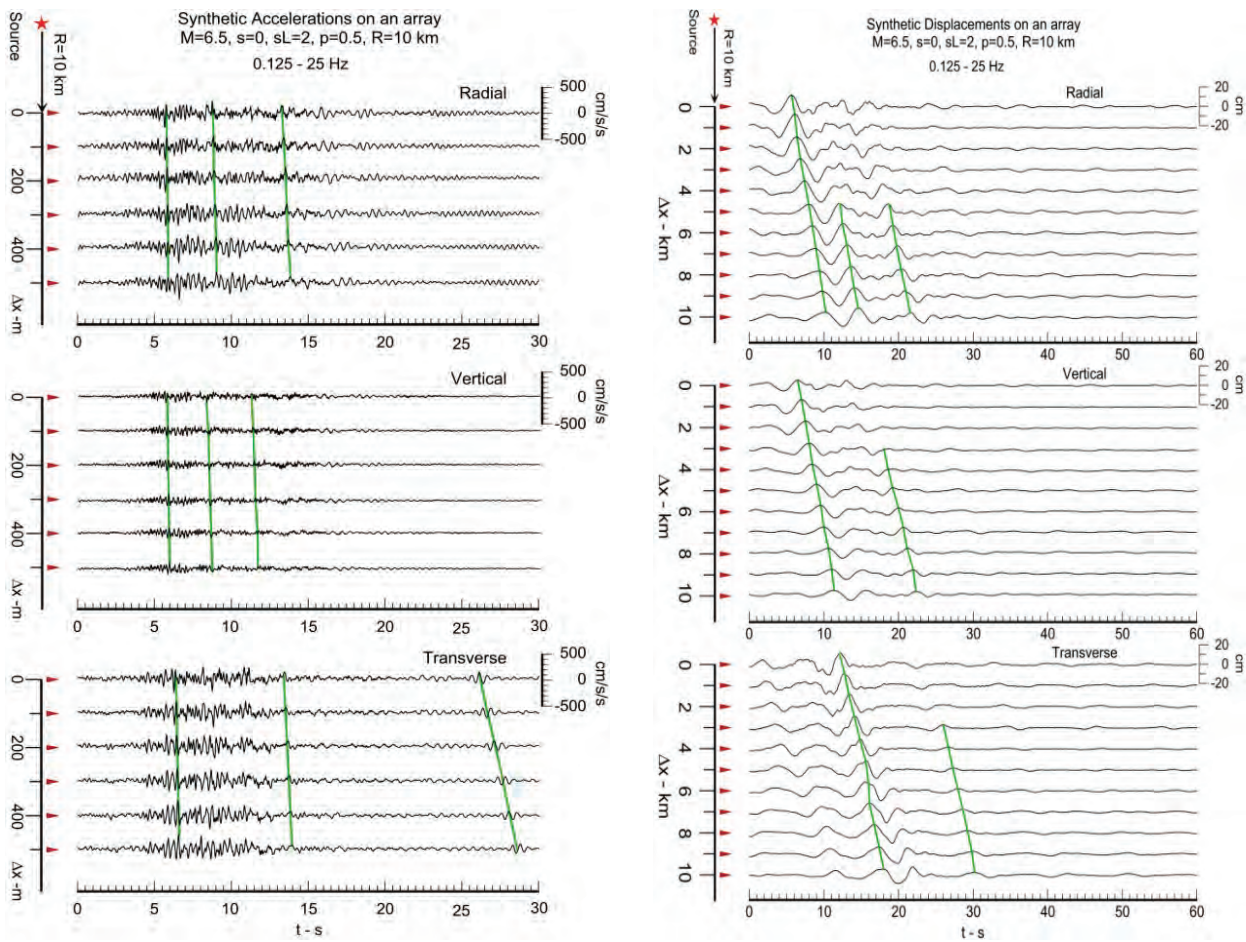 Synthetic Accelerations on an array
M=6.5, s=0, sL=2, p=0.5, R=10 km
0.125 - 25 Hz
Source
R=10 km
Radial
500
0
-500
cm/s/s
0
200
400
Δx -m
0 5 10 15 20 25 30
Vertical
500
0
-500
cm/s/s
0
200
400
Δx -m
0 5 10 15 20 25 30
Transverse
500
0
-500
cm/s/s
0
200
400
Δx -m
0 5 10 15 20 25 30
t - s
Synthetic Displacements on an array
M=6.5, s=0, sL=2, p=0.5, R=10 km
0.125 - 25 Hz
Source
R=10 km
Radial
20
0
-20
cm
0
2
4
6
8
10
Δx - km
0 10 20 30 40 50 60
Vertical
20
0
-20
cm
0
2
4
6
8
10
Δx - km
0 10 20 30 40 50 60
Transverse
20
0
-20
cm
0
2
4
6
8
10
Δx - km
0 10 20 30 40 50 60
t - s